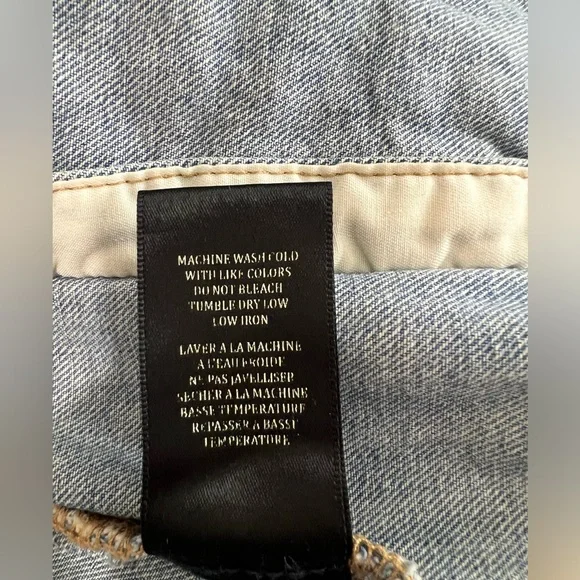 MACHINE WASH COLD
WITH LIKE COLORS
DO NOT BLEACH
TUMBLE DRY LOW
LOW IRON
LAVER A LA MACHINE
A L'EAU FROIDE
NE PAS JAVELLISER
SECHER A LA MACHINE
BASSE TEMPERATURE
REPASSER A BASSE
TEMPERATURE